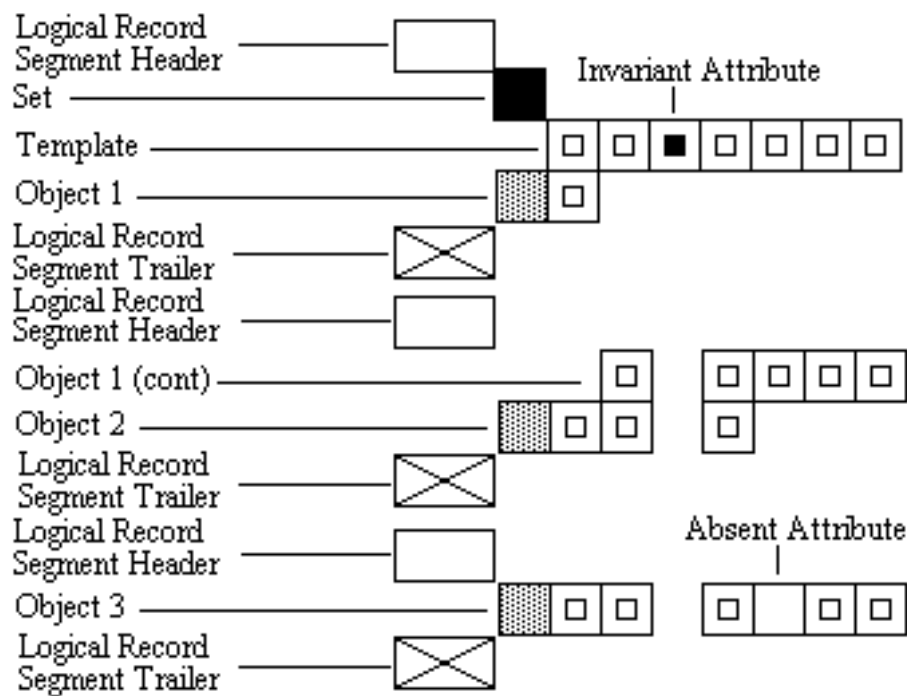 Logical Record
Segment Header
Set
Invariant Attribute
Template
Object 1
Logical Record
Segment Trailer
Logical Record
Segment Header
Object 1 (cont)
Object 2
Logical Record
Segment Trailer
Logical Record
Segment Header
Absent Attribute
Object 3
Logical Record
Segment Trailer